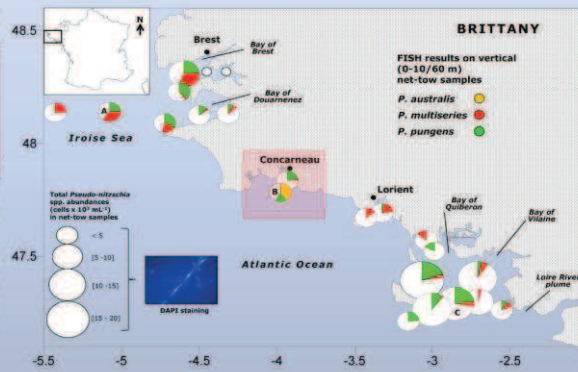 48.5
48
47.5
-5.5
-5
-4.5
-4
-3.5
-3
-2.5
N
BRITTANY
Brest
Bay of
Brest
Bay of
Douarnenez
Iroise Sea
A
FISH results on vertical
(0-10/60 m)
net-tow samples
P. australis
P. multiseries
P. pungens
Concarneau
B
Lorient
Bay of
Quiberon
Bay of
Vilaine
Loire River
plume
C
Atlantic Ocean
Total Pseudo-nitzschia
spp. abundances
(cells x 10³ mL⁻¹)
in net-tow samples
< 5
[5 -10]
[10 -15]
[15 - 20]
DAPI staining